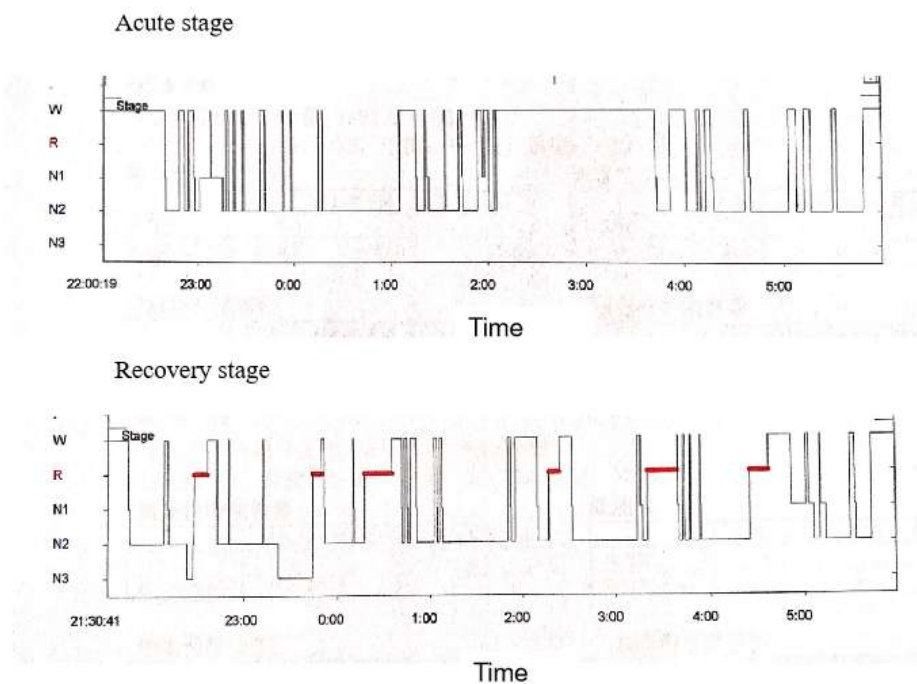 Acute stage
Stage
W
R
N1
N2
N3
22:00:19 23:00 0:00 1:00 2:00 3:00 4:00 5:00
Time
Recovery stage
Stage
W
R
N1
N2
N3
21:30:41 23:00 0:00 1:00 2:00 3:00 4:00 5:00
Time